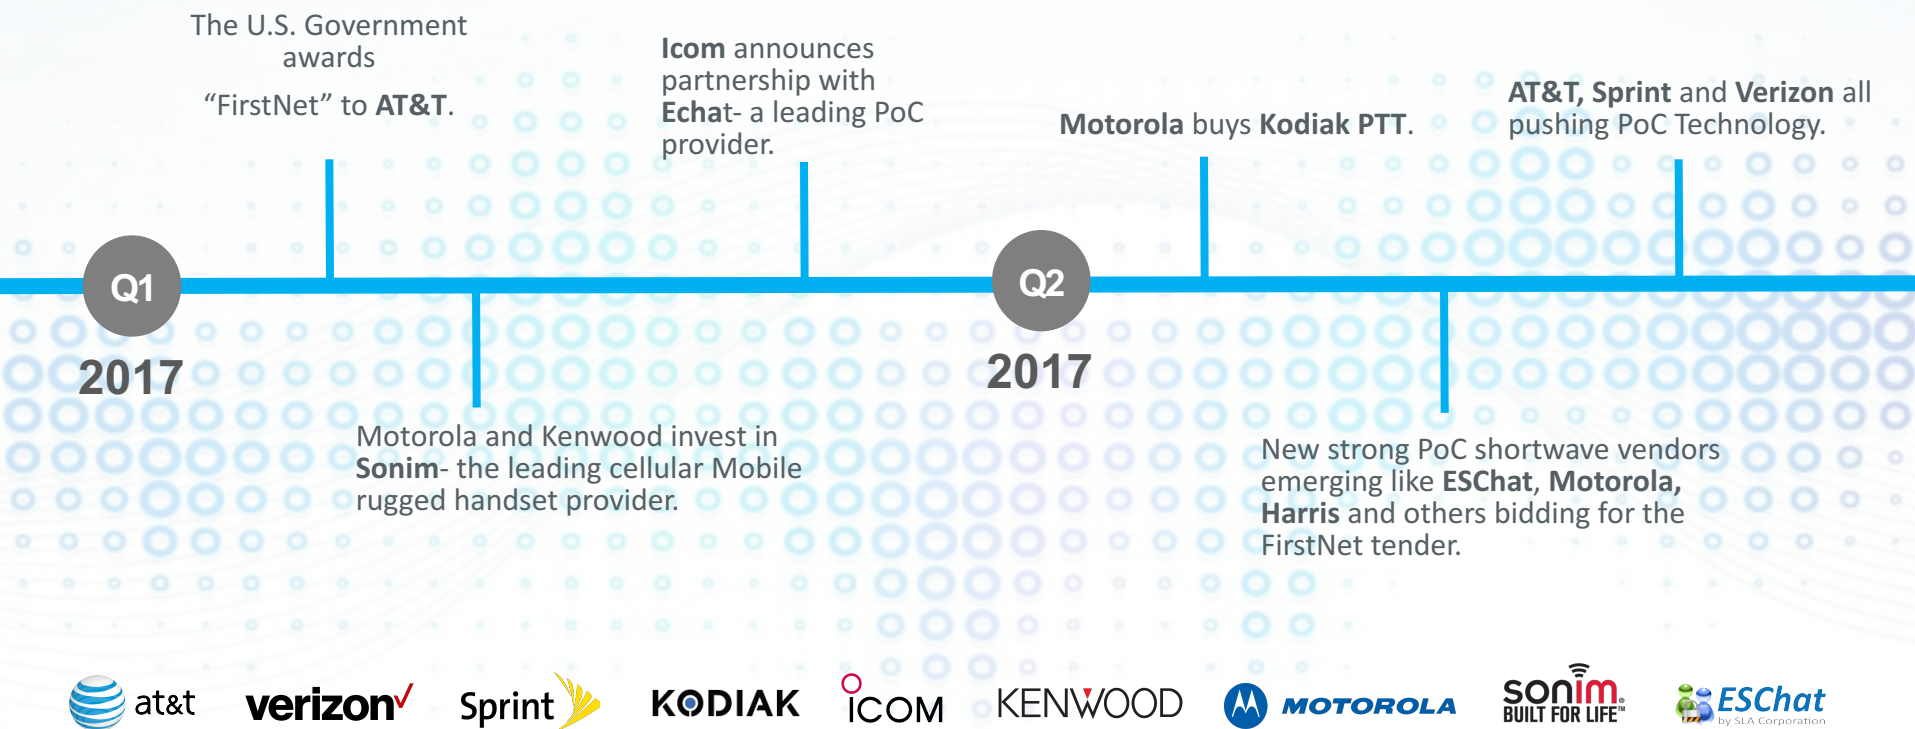 The U.S. Government
awards
“FirstNet” to AT&T.
Icom announces
partnership with
Echat- a leading PoC
provider.
Motorola buys Kodiak PTT.
AT&T, Sprint and Verizon all
pushing PoC Technology.
Q1
2017
Q2
2017
Motorola and Kenwood invest in
Sonim- the leading cellular Mobile
rugged handset provider.
New strong PoC shortwave vendors
emerging like ESChat, Motorola,
Harris and others bidding for the
FirstNet tender.
at&t
verizon
Sprint
KODIAK
ICOM
KENWOOD
MOTOROLA
sonim®
BUILT FOR LIFE™
ESChat
by SLA Corporation